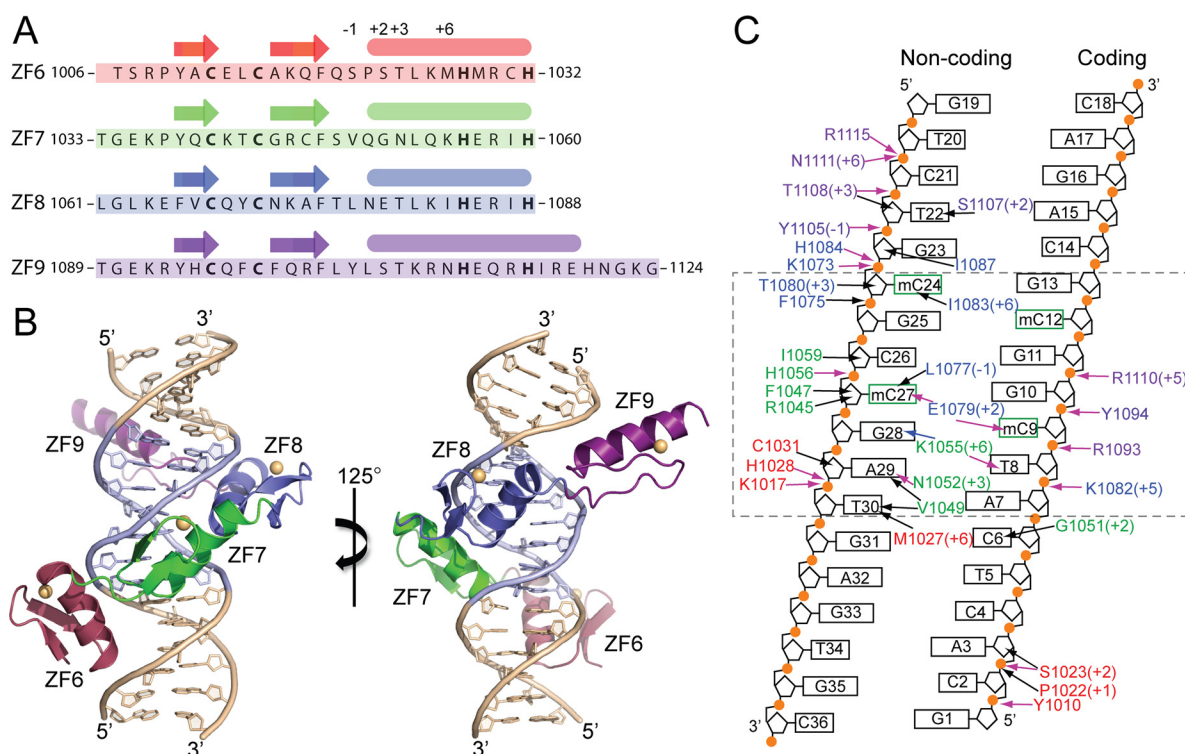 A
-1 +2 +3 +6
ZF6 1006 – TSRPYACELCAKQFQSPSTLKMHMRCH –1032
ZF7 1033 – TGEKPYQCKTCGRCFSVQGNLQKHERIH –1060
ZF8 1061 – LGLKEFVCQYCNKAFTLNETLKIHERIH –1088
ZF9 1089 – TGEKRYHCQFCFQRFLYLSTKRNHEQRHIREHNGKG –1124
B
3’
5’
ZF9
ZF8
ZF7
ZF6
5’
3’
125°
3’
5’
ZF9
ZF8
ZF7
ZF6
5’
3’
C
Non-coding Coding
5’ 3’
G19 C18
R1115 T20 A17
N1111(+6)
C21 G16
T1108(+3) S1107(+2)
T22 A15
Y1105(-1)
H1084 G23 C14
K1073 I1087
T1080(+3) mC24 G13
F1075 I1083(+6)
G25 mC12
I1059 C26 G11
H1056 L1077(-1) R1110(+5)
F1047 mC27 G10
R1045 E1079(+2) Y1094
G28 mC9
C1031 K1055(+6) R1093
H1028 A29 T8
K1017 N1052(+3) K1082(+5)
T30 V1049 A7
G1051(+2)
G31 M1027(+6) C6
A32 T5
G33 C4
T34 A3
S1023(+2)
G35 C2 P1022(+1)
Y1010
3’ C36 G1 5’